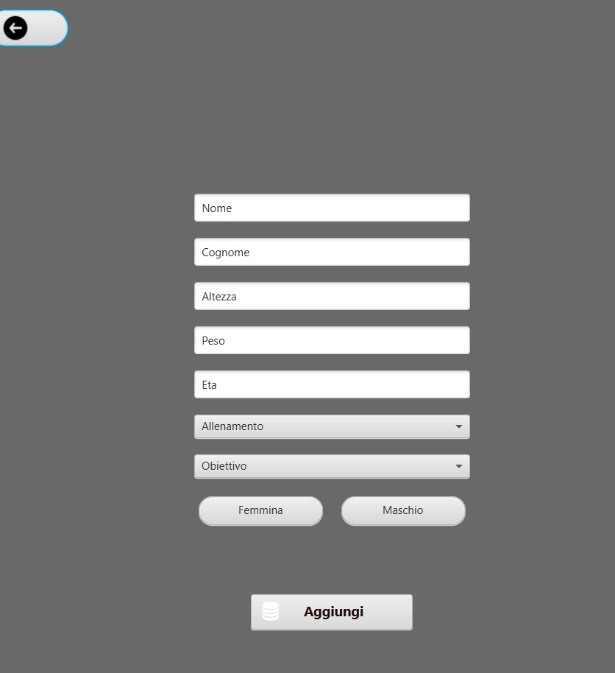 Nome
Cognome
Altezza
Peso
Eta
Allenamento
Obiettivo
Femmina Maschio
Aggiungi